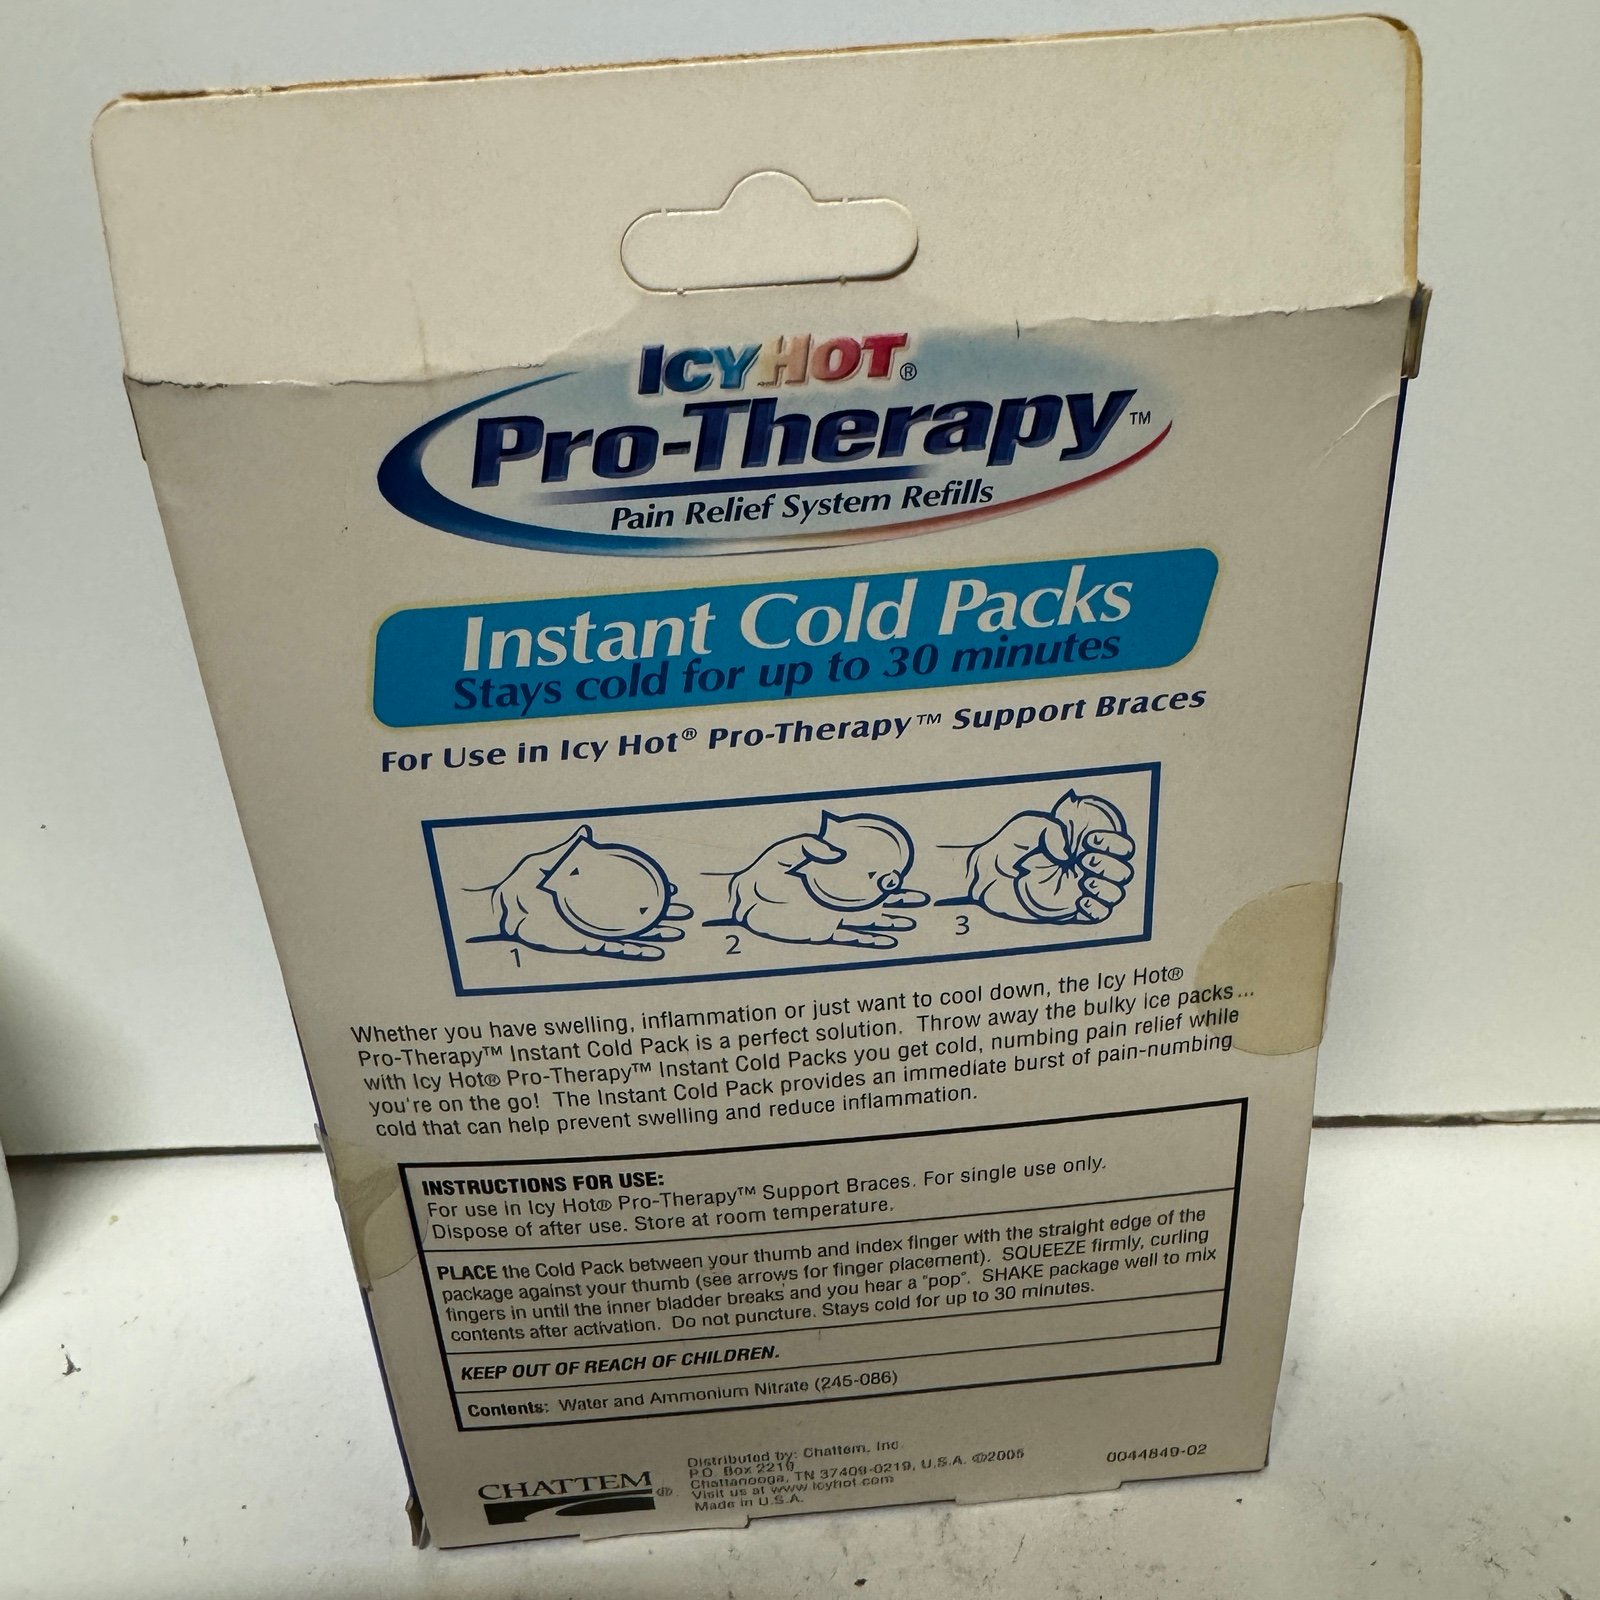 ICY HOT®
Pro-Therapy™
Pain Relief System Refills
Instant Cold Packs
Stays cold for up to 30 minutes
For Use in Icy Hot® Pro-Therapy™ Support Braces
1 2 3
Whether you have swelling, inflammation or just want to cool down, the Icy Hot®
Pro-Therapy™ Instant Cold Pack is a perfect solution. Throw away the bulky ice packs...
with Icy Hot® Pro-Therapy™ Instant Cold Packs you get cold, numbing pain relief while
you're on the go! The Instant Cold Pack provides an immediate burst of pain-numbing
cold that can help prevent swelling and reduce inflammation.
INSTRUCTIONS FOR USE:
For use in Icy Hot® Pro-Therapy™ Support Braces. For single use only.
Dispose of after use. Store at room temperature.
PLACE the Cold Pack between your thumb and index finger with the straight edge of the
package against your thumb (see arrows for finger placement). SQUEEZE firmly, curling
fingers in until the inner bladder breaks and you hear a "pop". SHAKE package well to mix
contents after activation. Do not puncture. Stays cold for up to 30 minutes.
KEEP OUT OF REACH OF CHILDREN.
Contents: Water and Ammonium Nitrate (245-086)
CHATTEM®
Distributed by: Chattem, Inc.
P.O. Box 2219
Chattanooga, TN 37409-0219, U.S.A. ©2005
Visit us at www.icyhot.com
Made in U.S.A.
0044849-02